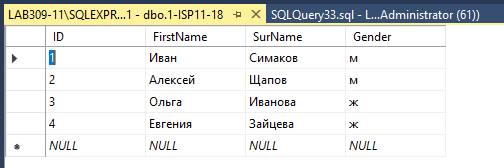 LAB309-11\SQLEXPR...1 - dbo.1-ISP11-18 SQLQuery33.sql - L...Administrator (61))
ID FirstName SurName Gender
1 Иван Симаков м
2 Алексей Щапов м
3 Ольга Иванова ж
4 Евгения Зайцева ж
NULL NULL NULL NULL